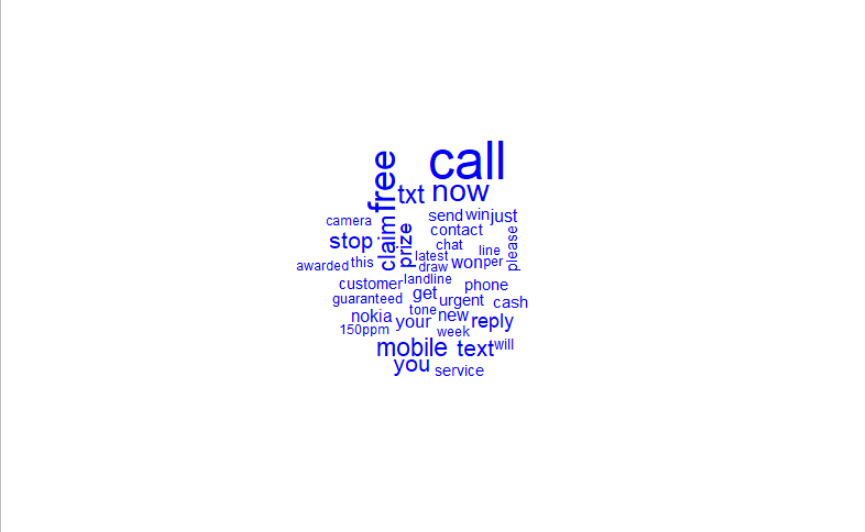 call
free
txt
now
send
win
just
camera
claim
prize
contact
please
stop
chat
line
latest
awarded
this
draw
won
per
landline
customer
phone
get
guaranteed
urgent
cash
tone
nokia
your
new
reply
150ppm
week
mobile
text
will
you
service